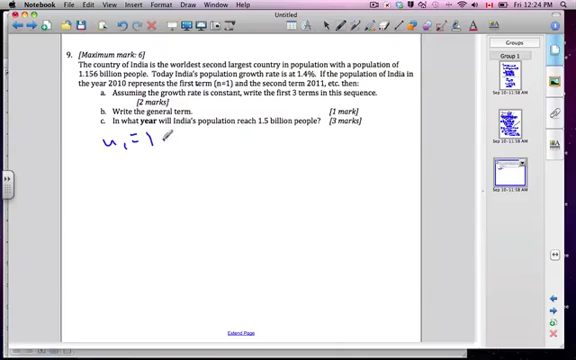 Notebook File Edit View Insert Format Tools Window Help
Fri 12:24 PM
Untitled
9. [Maximum mark: 6]
The country of India is the worldest second largest country in population with a population of
1.156 billion people. Today India's population growth rate is at 1.4%. If the population of India in
the year 2010 represents the first term (n=1) and the second term 2011, etc. then:
a. Assuming the growth rate is constant, write the first 3 terms in this sequence.
[2 marks]
b. Write the general term. [1 mark]
c. In what year will India's population reach 1.5 billion people? [3 marks]
u₁=1
Extend Page
Groups
Group 1
Sep 10-11:58 AM
Sep 10-11:58 AM
Sep 10-11:58 AM